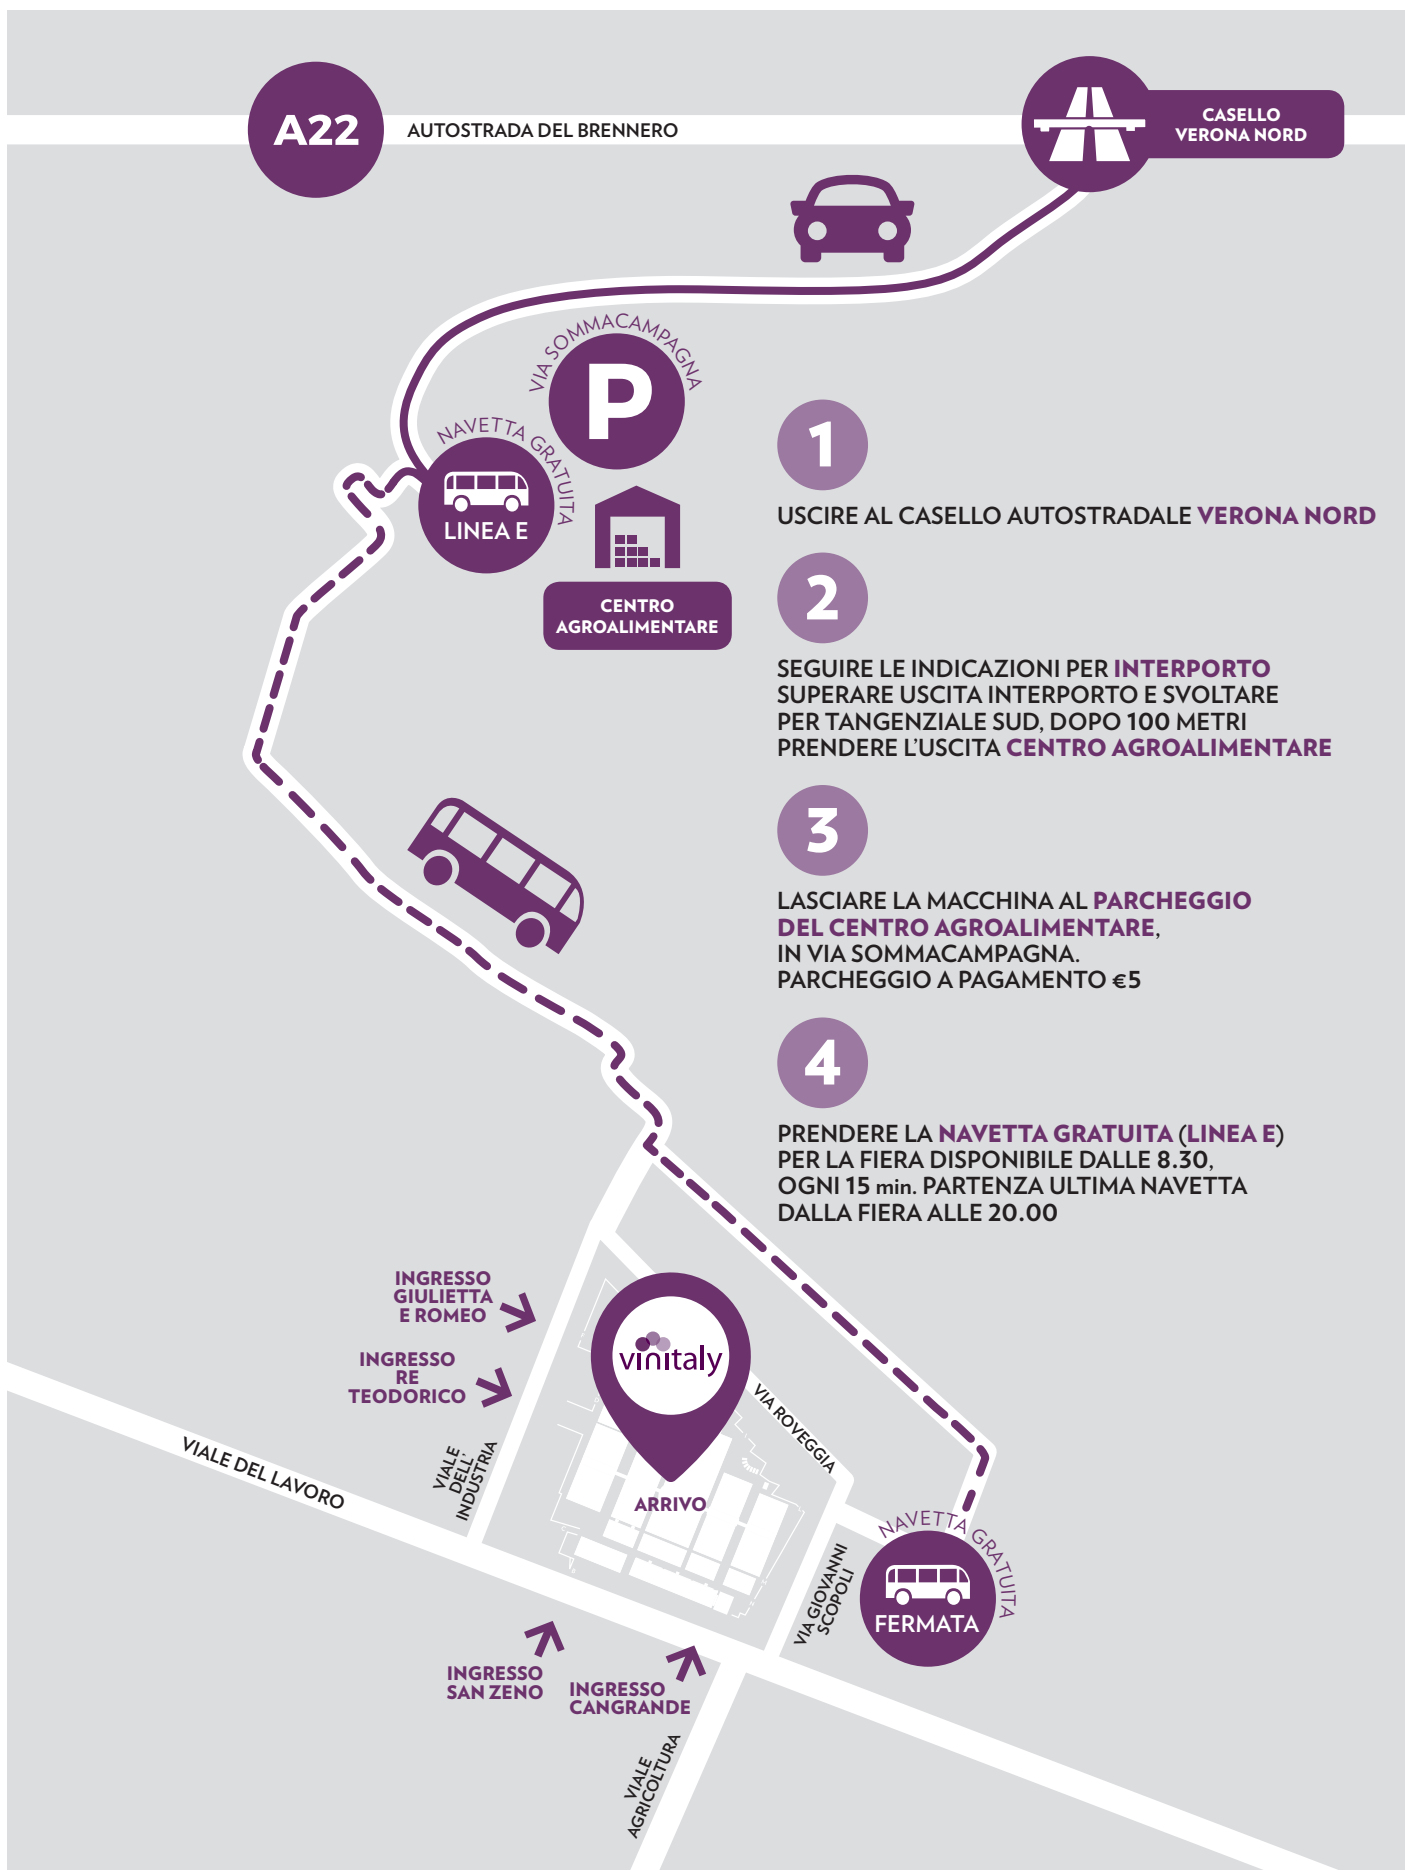 A22
AUTOSTRADA DEL BRENNERO
CASELLO
VERONA NORD
VIA SOMMACAMPAGNA
P
NAVETTA GRATUITA
LINEA E
CENTRO
AGROALIMENTARE
1
USCIRE AL CASELLO AUTOSTRADALE VERONA NORD
2
SEGUIRE LE INDICAZIONI PER INTERPORTO
SUPERARE USCITA INTERPORTO E SVOLTARE
PER TANGENZIALE SUD, DOPO 100 METRI
PRENDERE L'USCITA CENTRO AGROALIMENTARE
3
LASCIARE LA MACCHINA AL PARCHEGGIO
DEL CENTRO AGROALIMENTARE,
IN VIA SOMMACAMPAGNA.
PARCHEGGIO A PAGAMENTO €5
4
PRENDERE LA NAVETTA GRATUITA (LINEA E)
PER LA FIERA DISPONIBILE DALLE 8.30,
OGNI 15 min. PARTENZA ULTIMA NAVETTA
DALLA FIERA ALLE 20.00
INGRESSO
GIULIETTA
E ROMEO
INGRESSO
RE
TEODORICO
vinitaly
ARRIVO
VIA ROVEGGIA
VIALE
DELL'
INDUSTRIA
VIALE DEL LAVORO
NAVETTA GRATUITA
FERMATA
VIA GIOVANNI
SCOPOLI
INGRESSO
SAN ZENO
INGRESSO
CANGRANDE
VIALE
AGRICOLTURA